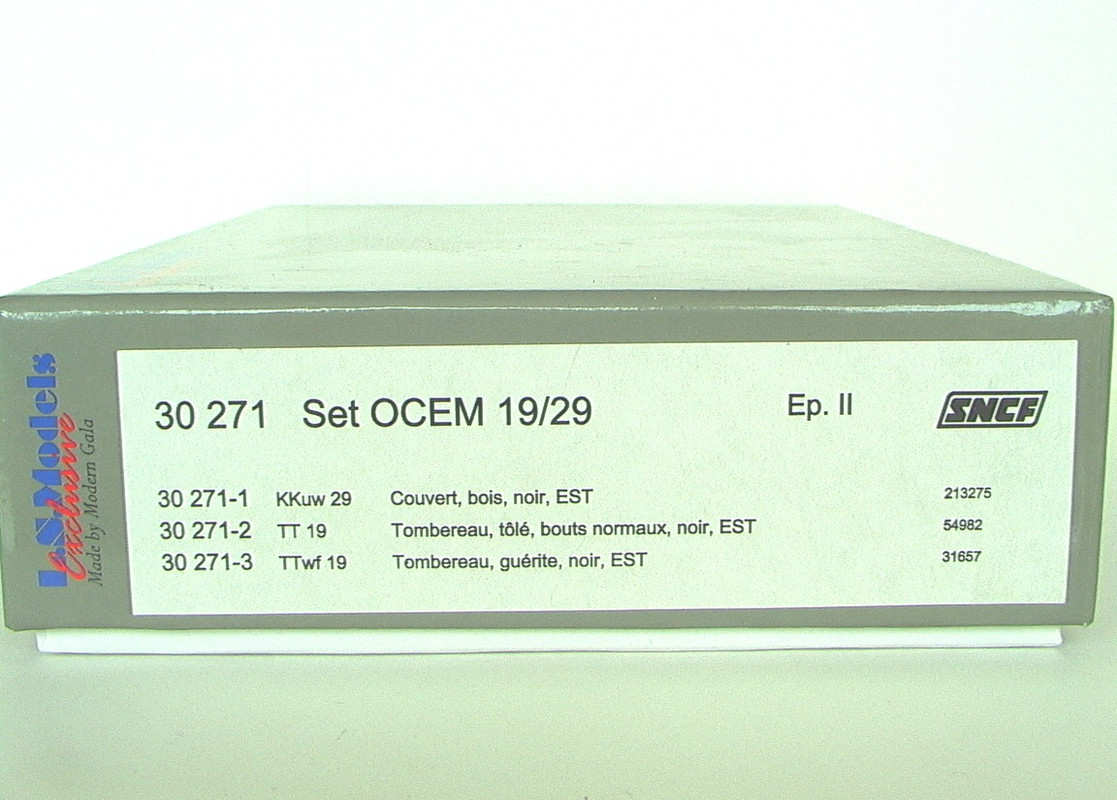 30 271 Set OCEM 19/29 Ep. II SNCF
30 271-1 KKuw 29 Couvert, bois, noir, EST 213275
30 271-2 TT 19 Tombereau, tôlé, bouts normaux, noir, EST 54982
30 271-3 TTwf 19 Tombereau, guérite, noir, EST 31657
L.S.Models
exclusive
Made by Modern Gala